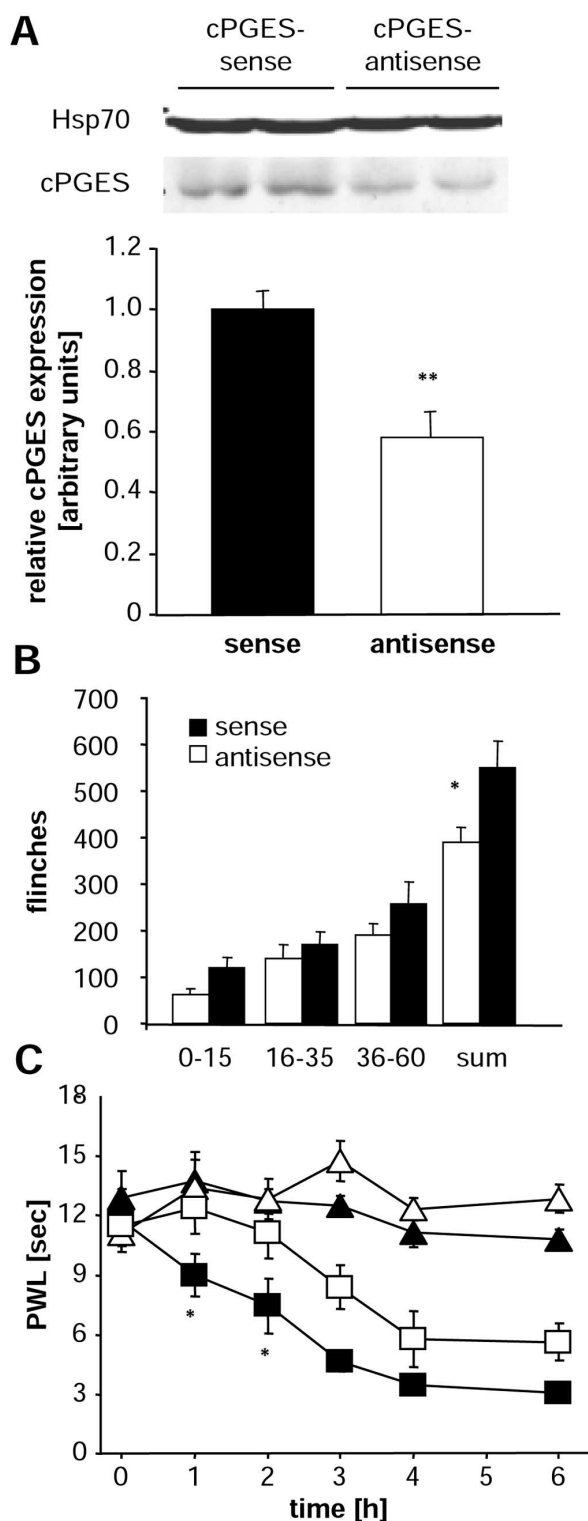 A
cPGES-
sense
cPGES-
antisense
Hsp70
cPGES
relative cPGES expression
[arbitrary units]
1.2
1.0
0.8
0.6
0.4
0.2
0
**
sense
antisense
B
flinches
700
600
500
400
300
200
100
0
sense
antisense
*
0-15
16-35
36-60
sum
C
PWL [sec]
18
15
12
9
6
3
0
*
*
0
1
2
3
4
5
6
time [h]